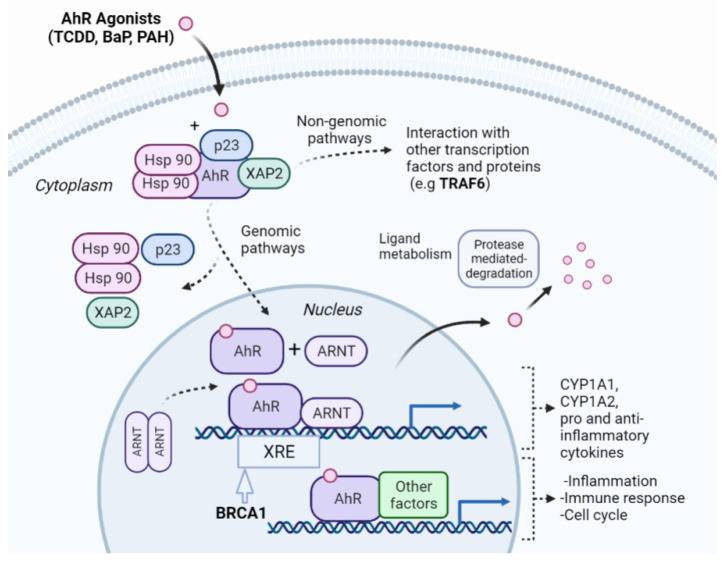 AhR Agonists
(TCDD, BaP, PAH)
+
p23
Hsp 90
Hsp 90
AhR
XAP2
Non-genomic
pathways
Interaction with
other transcription
factors and proteins
(e.g TRAF6)
Cytoplasm
Hsp 90
p23
Hsp 90
XAP2
Genomic
pathways
Ligand
metabolism
Protease
mediated-
degradation
Nucleus
AhR
+
ARNT
AhR
ARNT
ARNT
ARNT
XRE
BRCA1
AhR
Other
factors
CYP1A1,
CYP1A2,
pro and anti-
inflammatory
cytokines
-Inflammation
-Immune response
-Cell cycle